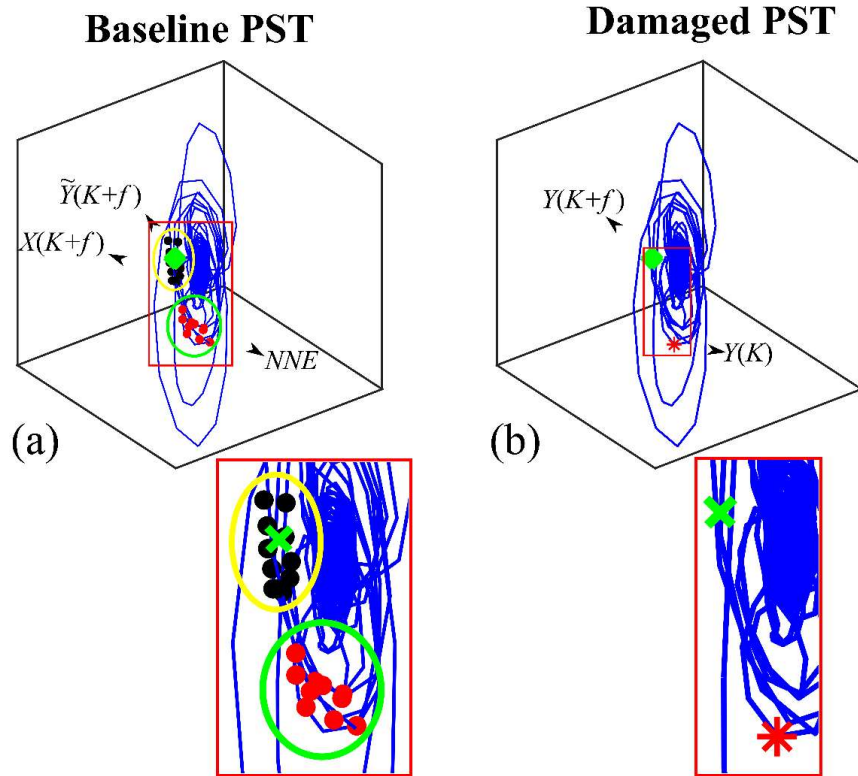 Baseline PST
Damaged PST
Ỹ(K+f)
X(K+f)
NNE
(a)
Y(K+f)
Y(K)
(b)